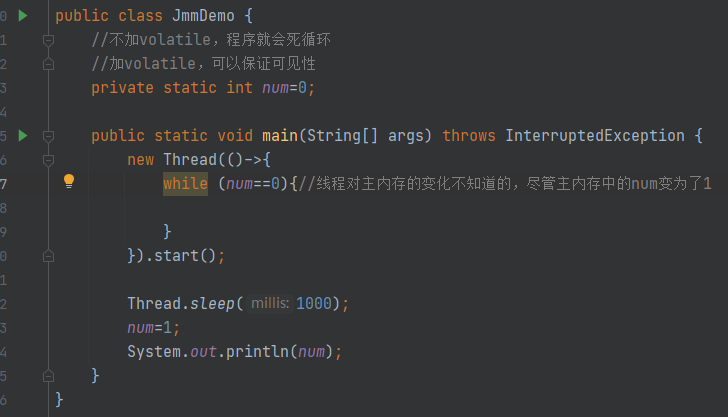 0 public class JmmDemo {
1 //不加volatile，程序就会死循环
2 //加volatile，可以保证可见性
3 private static int num=0;
4
5 public static void main(String[] args) throws InterruptedException {
6 new Thread(()->{
7 while (num==0){//线程对主内存的变化不知道的，尽管主内存中的num变为了1
8
9 }
0 }).start();
1
2 Thread.sleep( millis: 1000);
3 num=1;
4 System.out.println(num);
5 }
6 }